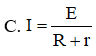 C. I = E / (R + r)